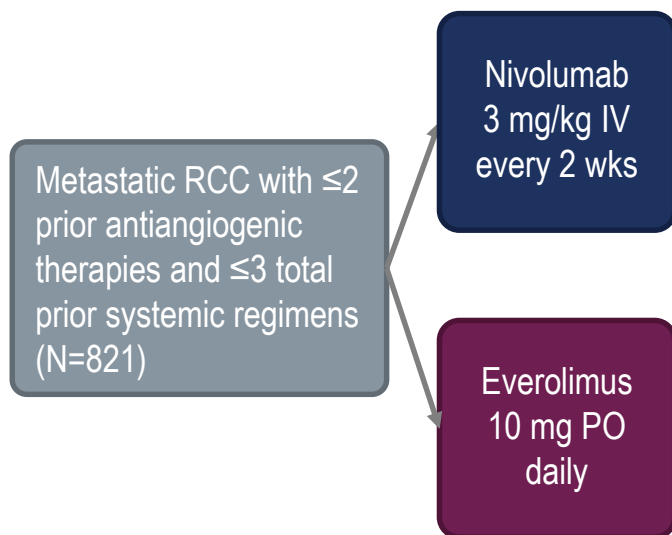 Metastatic RCC with ≤2
prior antiangiogenic
therapies and ≤3 total
prior systemic regimens
(N=821)
Nivolumab
3 mg/kg IV
every 2 wks
Everolimus
10 mg PO
daily